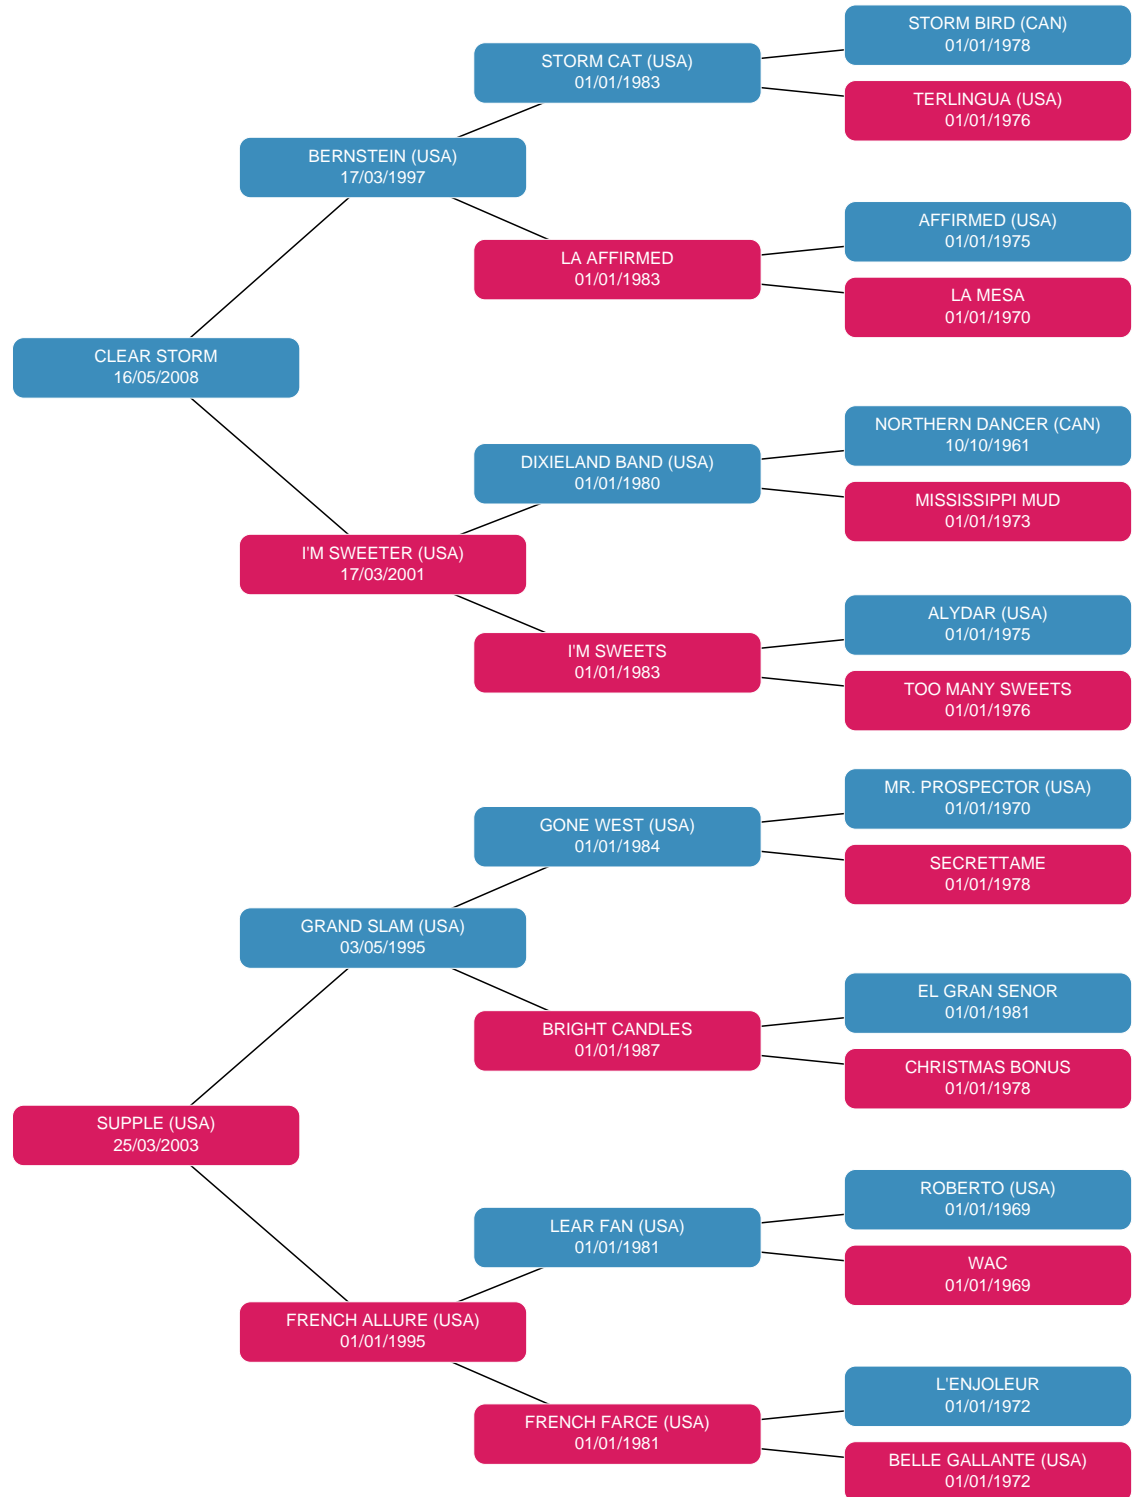 STORM BIRD (CAN)
01/01/1978
STORM CAT (USA)
01/01/1983
TERLINGUA (USA)
01/01/1976
BERNSTEIN (USA)
17/03/1997
AFFIRMED (USA)
01/01/1975
LA AFFIRMED
01/01/1983
LA MESA
01/01/1970
CLEAR STORM
16/05/2008
NORTHERN DANCER (CAN)
10/10/1961
DIXIELAND BAND (USA)
01/01/1980
MISSISSIPPI MUD
01/01/1973
I'M SWEETER (USA)
17/03/2001
ALYDAR (USA)
01/01/1975
I'M SWEETS
01/01/1983
TOO MANY SWEETS
01/01/1976
MR. PROSPECTOR (USA)
01/01/1970
GONE WEST (USA)
01/01/1984
SECRETTAME
01/01/1978
GRAND SLAM (USA)
03/05/1995
EL GRAN SENOR
01/01/1981
BRIGHT CANDLES
01/01/1987
CHRISTMAS BONUS
01/01/1978
SUPPLE (USA)
25/03/2003
ROBERTO (USA)
01/01/1969
LEAR FAN (USA)
01/01/1981
WAC
01/01/1969
FRENCH ALLURE (USA)
01/01/1995
L'ENJOLEUR
01/01/1972
FRENCH FARCE (USA)
01/01/1981
BELLE GALLANTE (USA)
01/01/1972